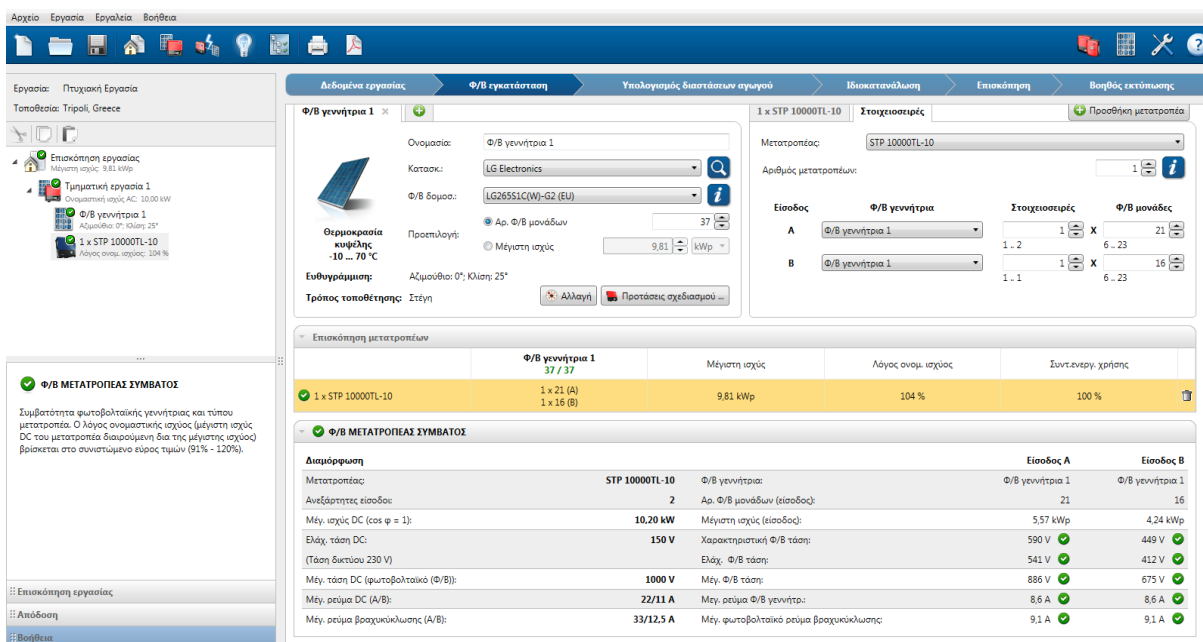 Αρχείο Εργασία Εργαλεία Βοήθεια
Εργασία: Πτυχιακή Εργασία
Τοποθεσία: Tripoli, Greece
Επισκόπηση εργασίας
Μέγιστη ισχύς: 9,81 kWp
Τμηματική εργασία 1
Ονομαστική ισχύς AC: 10,00 kW
Φ/Β γεννήτρια 1
Αζιμούθιο: 0°; Κλίση: 25°
1 x STP 10000TL-10
Λόγος ονομ. ισχύος: 104 %
Φ/Β ΜΕΤΑΤΡΟΠΕΑΣ ΣΥΜΒΑΤΟΣ
Συμβατότητα φωτοβολταϊκής γεννήτριας και τύπου
μετατροπέα. Ο λόγος ονομαστικής ισχύος (μέγιστη ισχύς
DC του μετατροπέα διαιρούμενη δια της μέγιστης ισχύος)
βρίσκεται στο συνιστώμενο εύρος τιμών (91% - 120%).
Επισκόπηση εργασίας
Απόδοση
Βοήθεια
Δεδομένα εργασίας Φ/Β εγκατάσταση Υπολογισμός διαστάσεων αγωγού Ιδιοκατανάλωση Επισκόπηση Βοηθός εκτύπωσης
Φ/Β γεννήτρια 1
Ονομασία: Φ/Β γεννήτρια 1
Κατασκ.: LG Electronics
Φ/Β δομοσ.: LG265S1C(W)-G2 (EU)
Προεπιλογή: Αρ. Φ/Β μονάδων 37
Μέγιστη ισχύς 9,81 kWp
Θερμοκρασία
κυψέλης
-10 ... 70 °C
Ευθυγράμμιση: Αζιμούθιο: 0°; Κλίση: 25°
Τρόπος τοποθέτησης: Στέγη Αλλαγή Προτάσεις σχεδιασμού ...
1 x STP 10000TL-10 Στοιχειοσειρές Προσθήκη μετατροπέα
Μετατροπέας: STP 10000TL-10
Αριθμός μετατροπέων: 1
Είσοδος Φ/Β γεννήτρια Στοιχειοσειρές Φ/Β μονάδες
A Φ/Β γεννήτρια 1 1 X 21
1 .. 2 6 .. 23
B Φ/Β γεννήτρια 1 1 X 16
1 .. 1 6 .. 23
Επισκόπηση μετατροπέων
Φ/Β γεννήτρια 1
37 / 37
Μέγιστη ισχύς Λόγος ονομ. ισχύος Συντ.ενεργ. χρήσης
1 x STP 10000TL-10 1 x 21 (A)
1 x 16 (B)
9,81 kWp 104 % 100 %
Φ/Β ΜΕΤΑΤΡΟΠΕΑΣ ΣΥΜΒΑΤΟΣ
Διαμόρφωση Είσοδος A Είσοδος B
Μετατροπέας: STP 10000TL-10 Φ/Β γεννήτρια: Φ/Β γεννήτρια 1 Φ/Β γεννήτρια 1
Ανεξάρτητες είσοδοι: 2 Αρ. Φ/Β μονάδων (είσοδος): 21 16
Μέγ. ισχύς DC (cos φ = 1): 10,20 kW Μέγιστη ισχύς (είσοδος): 5,57 kWp 4,24 kWp
Ελάχ. τάση DC: 150 V Χαρακτηριστική Φ/Β τάση: 590 V 449 V
(Τάση δικτύου 230 V) Ελάχ. Φ/Β τάση: 541 V 412 V
Μέγ. τάση DC (φωτοβολταϊκό (Φ/Β)): 1000 V Μέγ. Φ/Β τάση: 886 V 675 V
Μέγ. ρεύμα DC (A/B): 22/11 A Μεγ. ρεύμα Φ/Β γεννήτρ.: 8,6 A 8,6 A
Μέγ. ρεύμα βραχυκύκλωσης (A/B): 33/12,5 A Μέγ. φωτοβολταϊκό ρεύμα βραχυκύκλωσης: 9,1 A 9,1 A